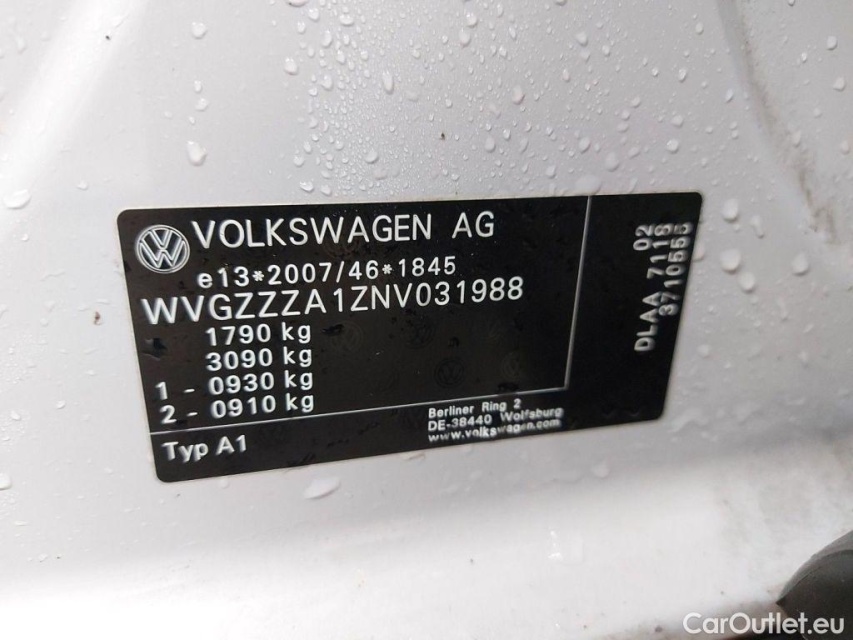 VOLKSWAGEN AG
e13*2007/46*1845
WVGZZZA1ZNV031988
1790 kg
3090 kg
1 - 0930 kg
2 - 0910 kg
Typ A1
Berliner Ring 2
DE-38440 Wolfsburg
www.volkswagen.com
02
DLAA 7118
3710555
CarOutlet.eu